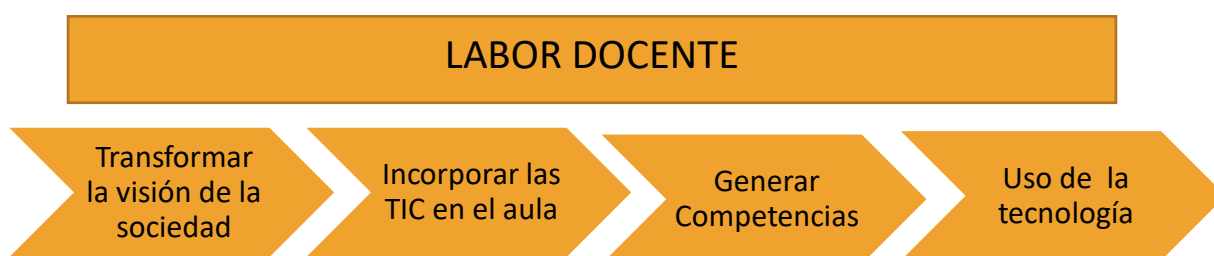 LABOR DOCENTE
Transformar
la visión de la
sociedad
Incorporar las
TIC en el aula
Generar
Competencias
Uso de la
tecnología